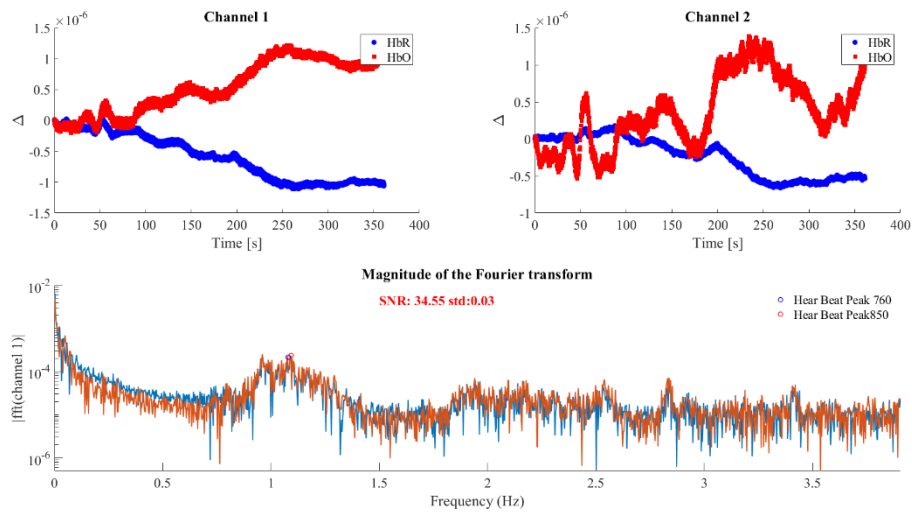 Channel 1
×10⁻⁶
1.5
1
0.5
0
-0.5
-1
-1.5
Δ
0 50 100 150 200 250 300 350 400
Time [s]
HbR
HbO
Channel 2
×10⁻⁶
1.5
1
0.5
0
-0.5
-1
Δ
0 50 100 150 200 250 300 350 400
Time [s]
HbR
HbO
Magnitude of the Fourier transform
SNR: 34.55 std:0.03
Hear Beat Peak 760
Hear Beat Peak850
10⁻²
10⁻⁴
10⁻⁶
|fft(channel 1)|
0 0.5 1 1.5 2 2.5 3 3.5
Frequency (Hz)